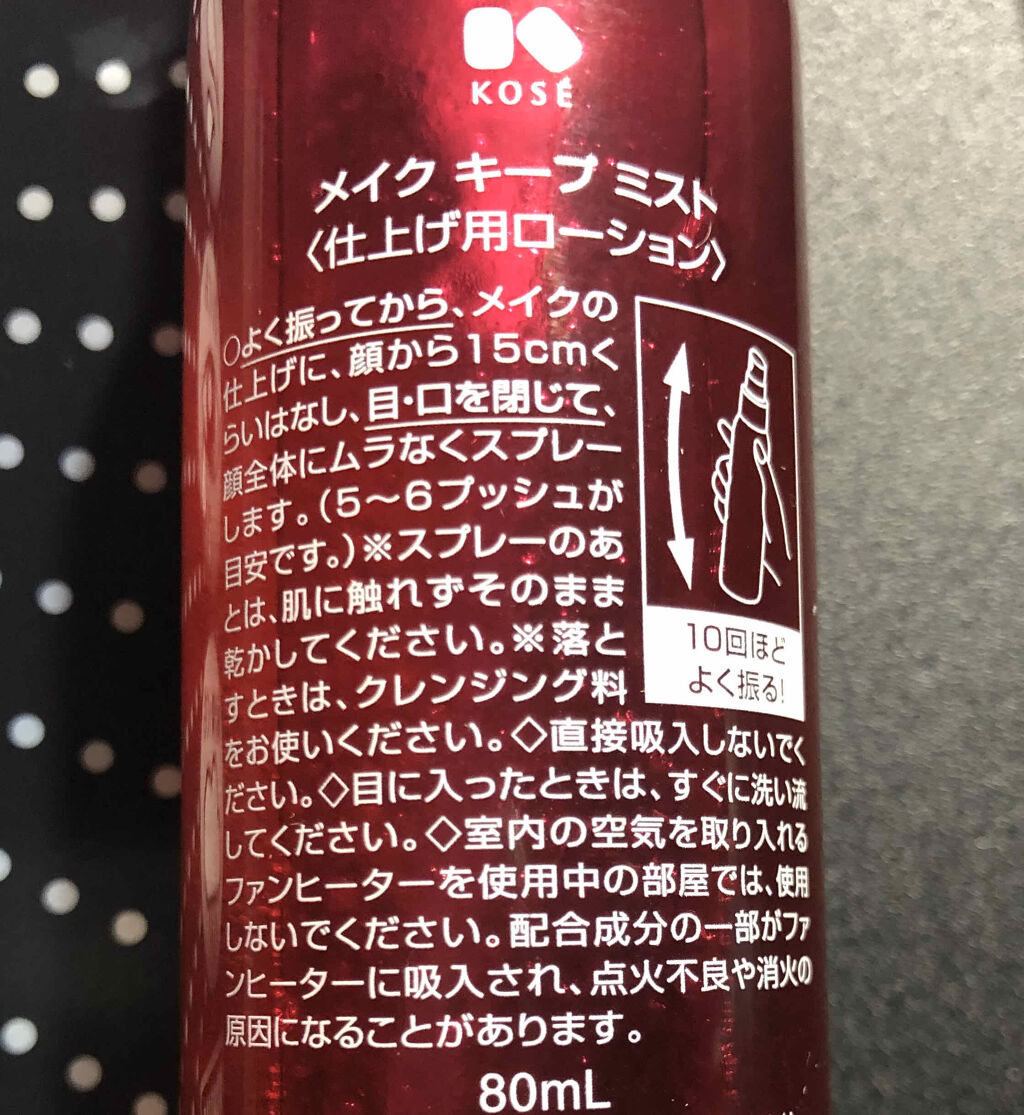 KOSÉ
メイク キープ ミスト
〈仕上げ用ローション〉
○よく振ってから、メイクの
仕上げに、顔から15cmく
らいはなし、目・口を閉じて、
顔全体にムラなくスプレー
します。(5～6プッシュが
目安です。)※スプレーのあ
とは、肌に触れずそのまま
乾かしてください。※落と
すときは、クレンジング料
をお使いください。◇直接吸入しないでく
ださい。◇目に入ったときは、すぐに洗い流
してください。◇室内の空気を取り入れる
ファンヒーターを使用中の部屋では、使用
しないでください。配合成分の一部がファ
ンヒーターに吸入され、点火不良や消火の
原因になることがあります。
10回ほど
よく振る!
80mL